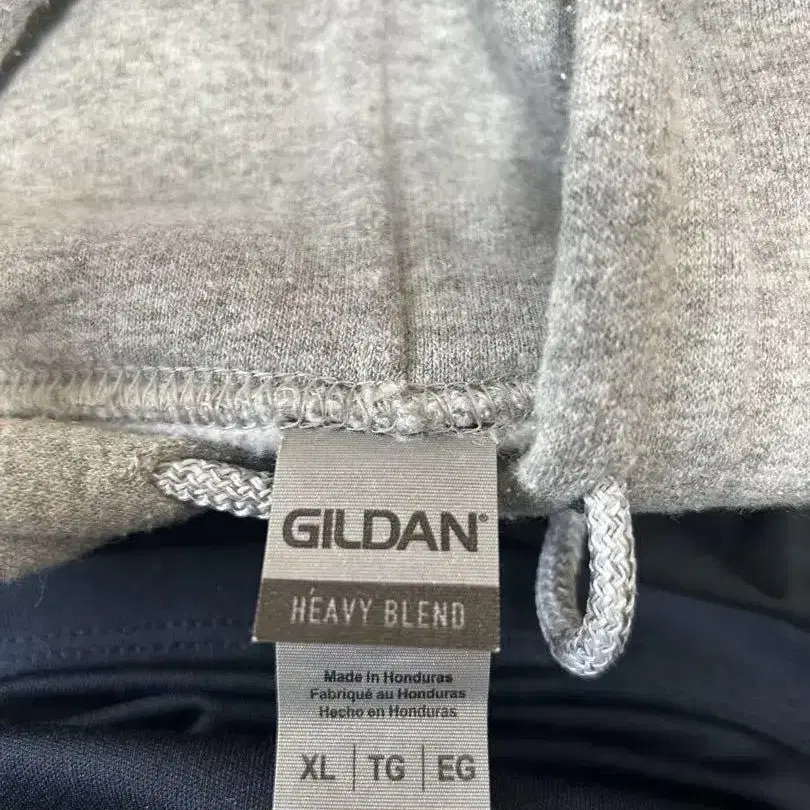 GILDAN®
HEAVY BLEND
Made in Honduras
Fabriqué au Honduras
Hecho en Honduras
XL | TG | EG